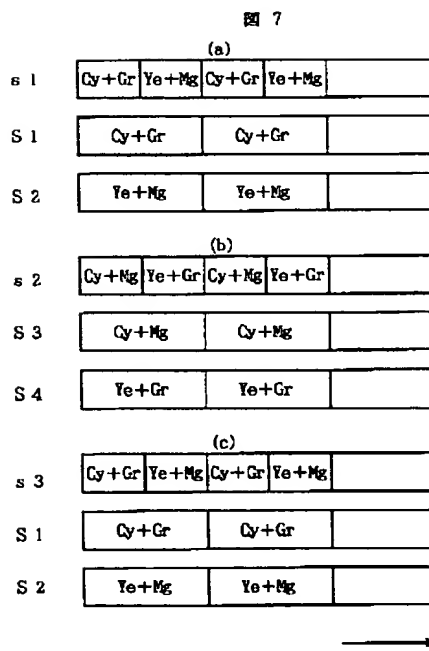 図 7
(a)
s 1 Cy+Gr Ye+Mg Cy+Gr Ye+Mg
S 1 Cy+Gr Cy+Gr
S 2 Ye+Mg Ye+Mg
(b)
s 2 Cy+Mg Ye+Gr Cy+Mg Ye+Gr
S 3 Cy+Mg Cy+Mg
S 4 Ye+Gr Ye+Gr
(c)
s 3 Cy+Gr Ye+Mg Cy+Gr Ye+Mg
S 1 Cy+Gr Cy+Gr
S 2 Ye+Mg Ye+Mg